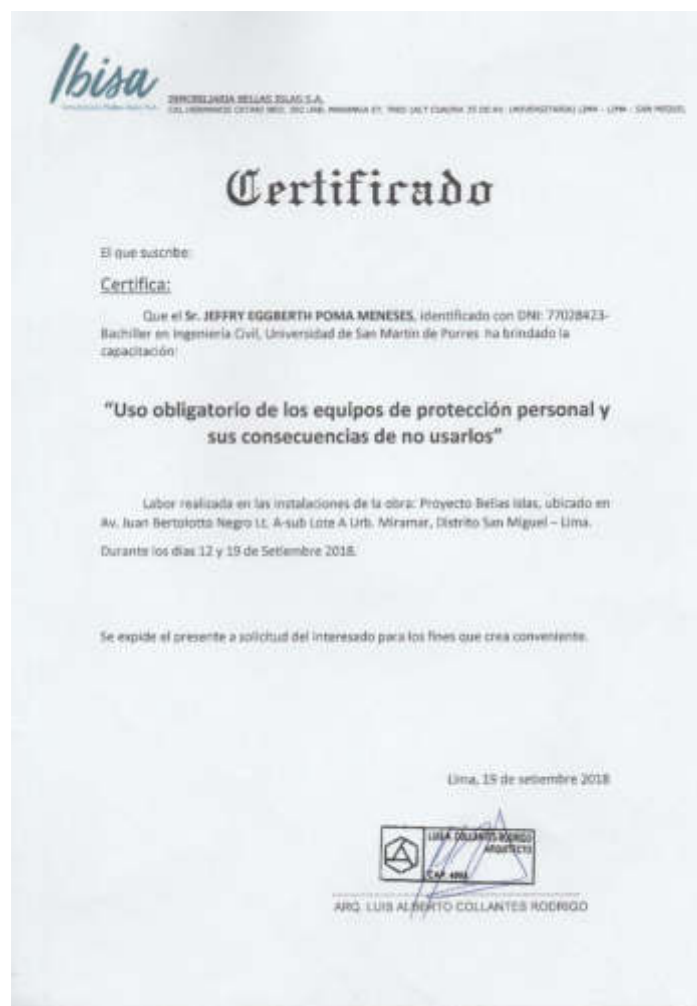 Ibisa
INMOBILIARIA BELLAS ISLAS S.A.
LIMA - LIMA - SAN MIGUEL
Certificado
El que suscribe:
Certifica:
Que el Sr. JEFFRY EGGBERTH POMA MENESES, identificado con DNI: 77028423-
Bachiller en Ingeniería Civil, Universidad de San Martín de Porres ha brindado la
capacitación:
"Uso obligatorio de los equipos de protección personal y
sus consecuencias de no usarlos"
Labor realizada en las instalaciones de la obra: Proyecto Bellas Islas, ubicado en
Av. Juan Bertolotto Negro Lt. A-sub Lote A Urb. Miramar, Distrito San Miguel – Lima.
Durante los días 12 y 19 de Setiembre 2018.
Se expide el presente a solicitud del interesado para los fines que crea conveniente.
Lima, 19 de setiembre 2018
LUIS A. COLLANTES RODRIGO
ARQUITECTO
CAP
ARQ. LUIS ALBERTO COLLANTES RODRIGO